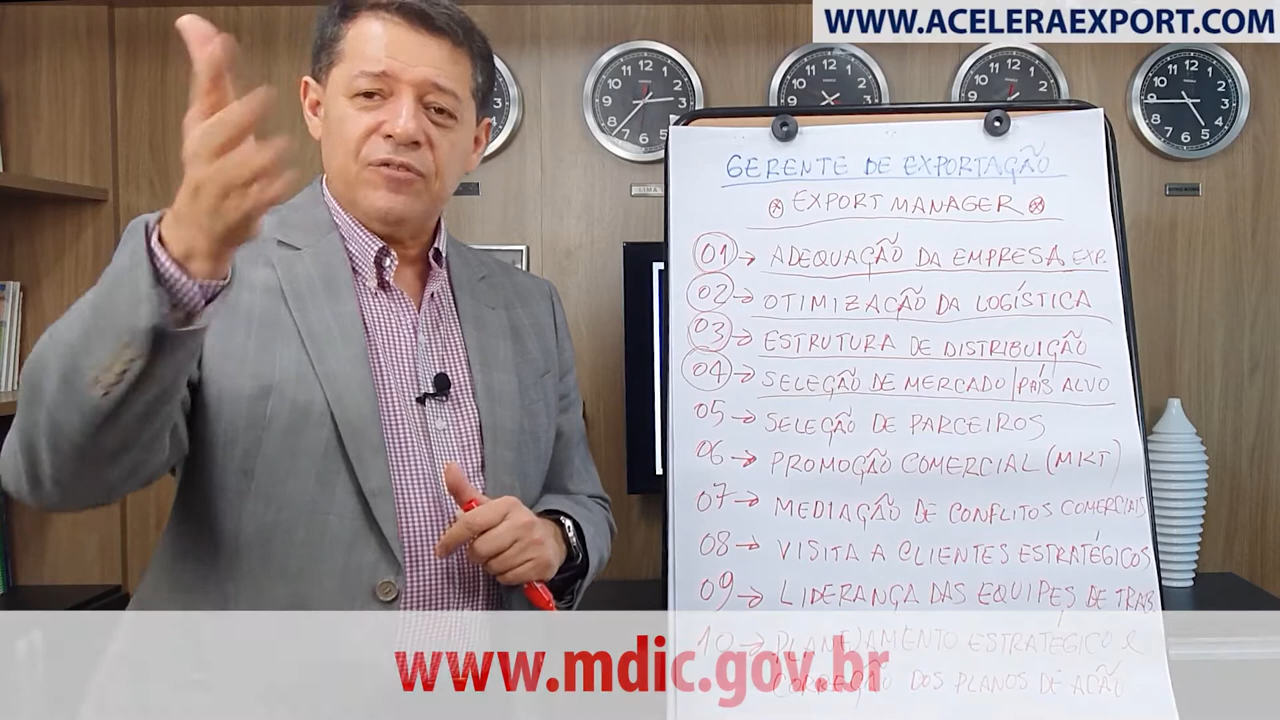 WWW.ACELERAEXPORT.COM
GERENTE DE EXPORTAÇÃO
EXPORT MANAGER
01 → ADEQUAÇÃO DA EMPRESA EXP.
02 → OTIMIZAÇÃO DA LOGÍSTICA
03 → ESTRUTURA DE DISTRIBUIÇÃO
04 → SELEÇÃO DE MERCADO | PAÍS ALVO
05 → SELEÇÃO DE PARCEIROS
06 → PROMOÇÃO COMERCIAL (MKT)
07 → MEDIAÇÃO DE CONFLITOS COMERCIAIS
08 → VISITA A CLIENTES ESTRATÉGICOS
09 → LIDERANÇA DAS EQUIPES DE TRAB
10 → PLANEJAMENTO ESTRATÉGICO e
CORREÇÃO DOS PLANOS DE AÇÃO
www.mdic.gov.br